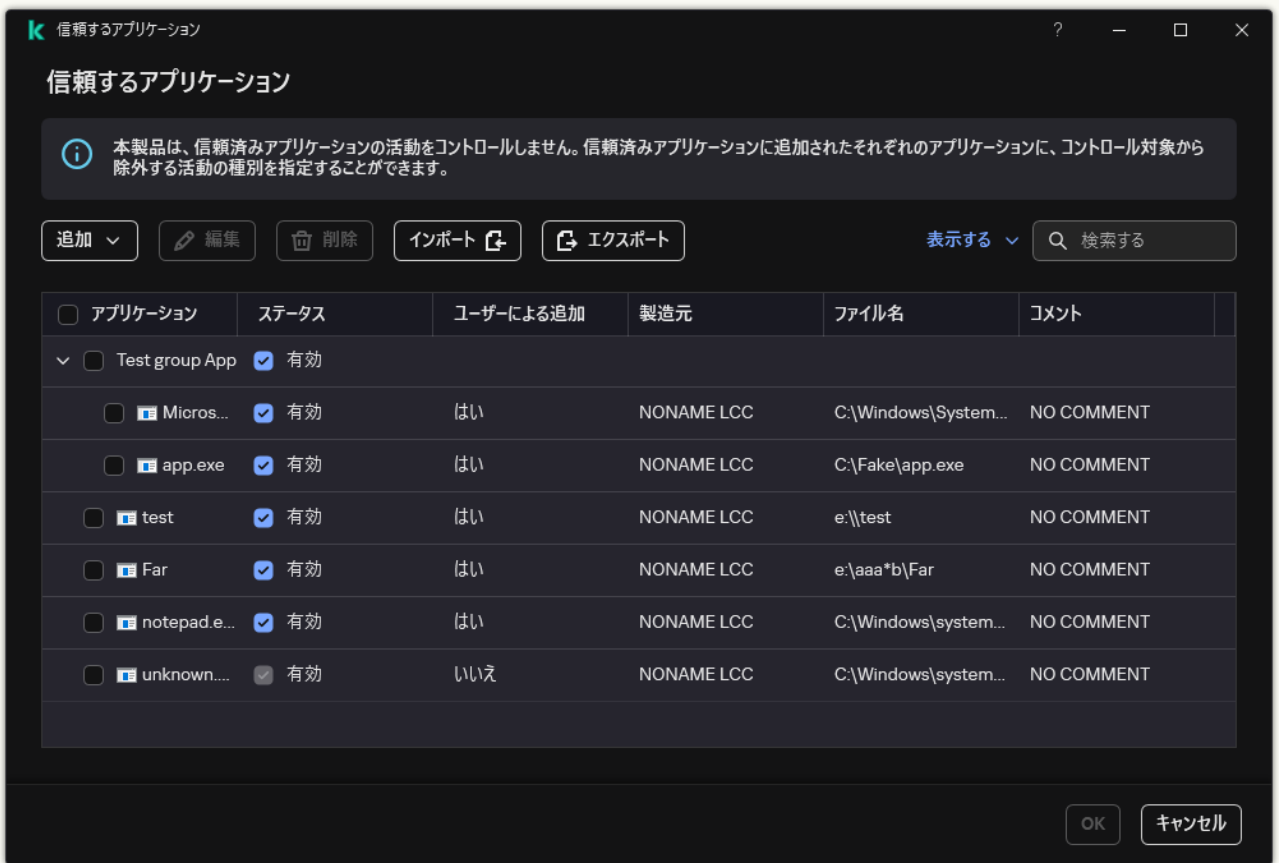 信頼するアプリケーション
信頼するアプリケーション
本製品は、信頼済みアプリケーションの活動をコントロールしません。信頼済みアプリケーションに追加されたそれぞれのアプリケーションに、コントロール対象から
除外する活動の種別を指定することができます。
追加 編集 削除 インポート エクスポート 表示する 検索する
アプリケーション ステータス ユーザーによる追加 製造元 ファイル名 コメント
Test group App 有効
Micros... 有効 はい NONAME LCC C:\Windows\System... NO COMMENT
app.exe 有効 はい NONAME LCC C:\Fake\app.exe NO COMMENT
test 有効 はい NONAME LCC e:\\test NO COMMENT
Far 有効 はい NONAME LCC e:\aaa*b\Far NO COMMENT
notepad.e... 有効 はい NONAME LCC C:\Windows\system... NO COMMENT
unknown.... 有効 いいえ NONAME LCC C:\Windows\system... NO COMMENT
OK キャンセル